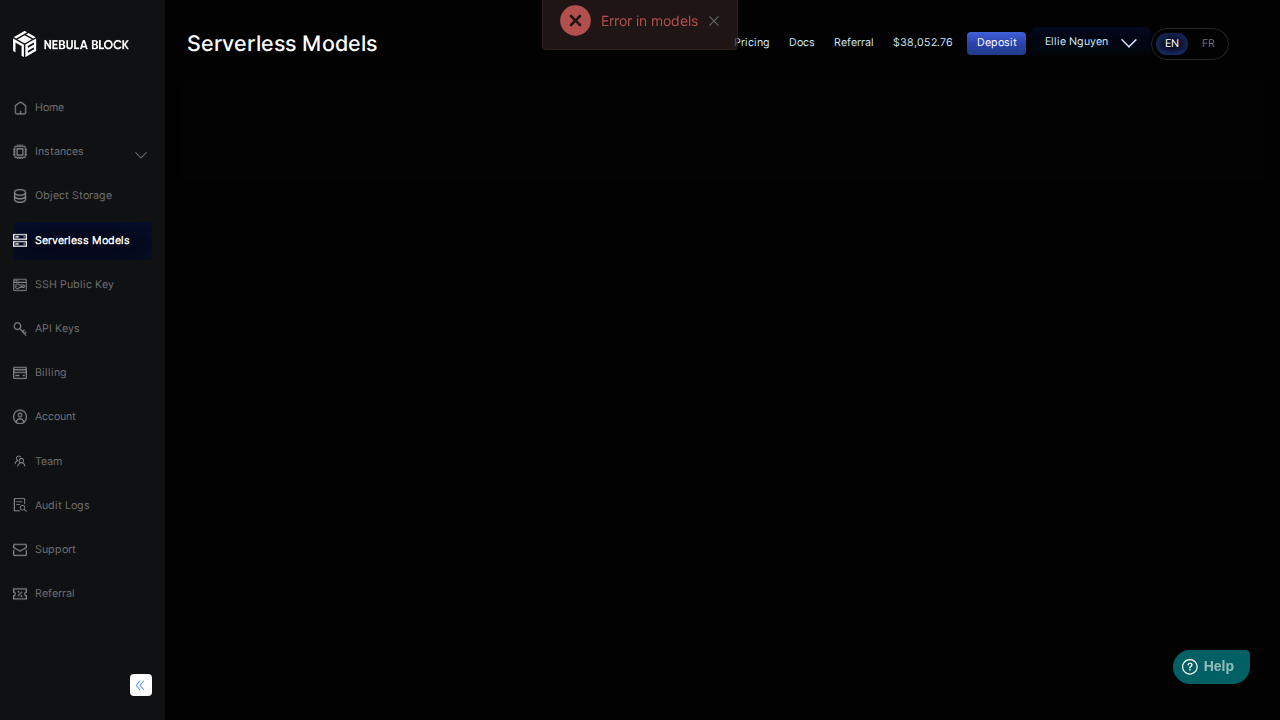 Error in models
NEBULA BLOCK
Serverless Models
Pricing
Docs
Referral
$38,052.76
Deposit
Ellie Nguyen
EN
FR
Home
Instances
Object Storage
Serverless Models
SSH Public Key
API Keys
Billing
Account
Team
Audit Logs
Support
Referral
Help